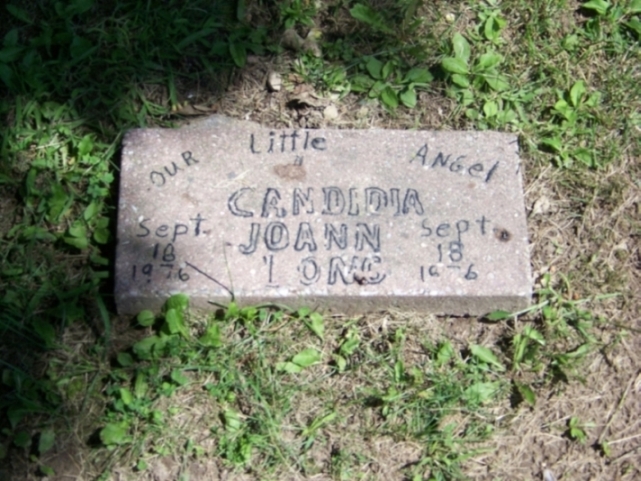 OUR Little ANGEl
"
CANDIDIA
Sept. JOANN Sept.
18 18
1976 LONG 1976